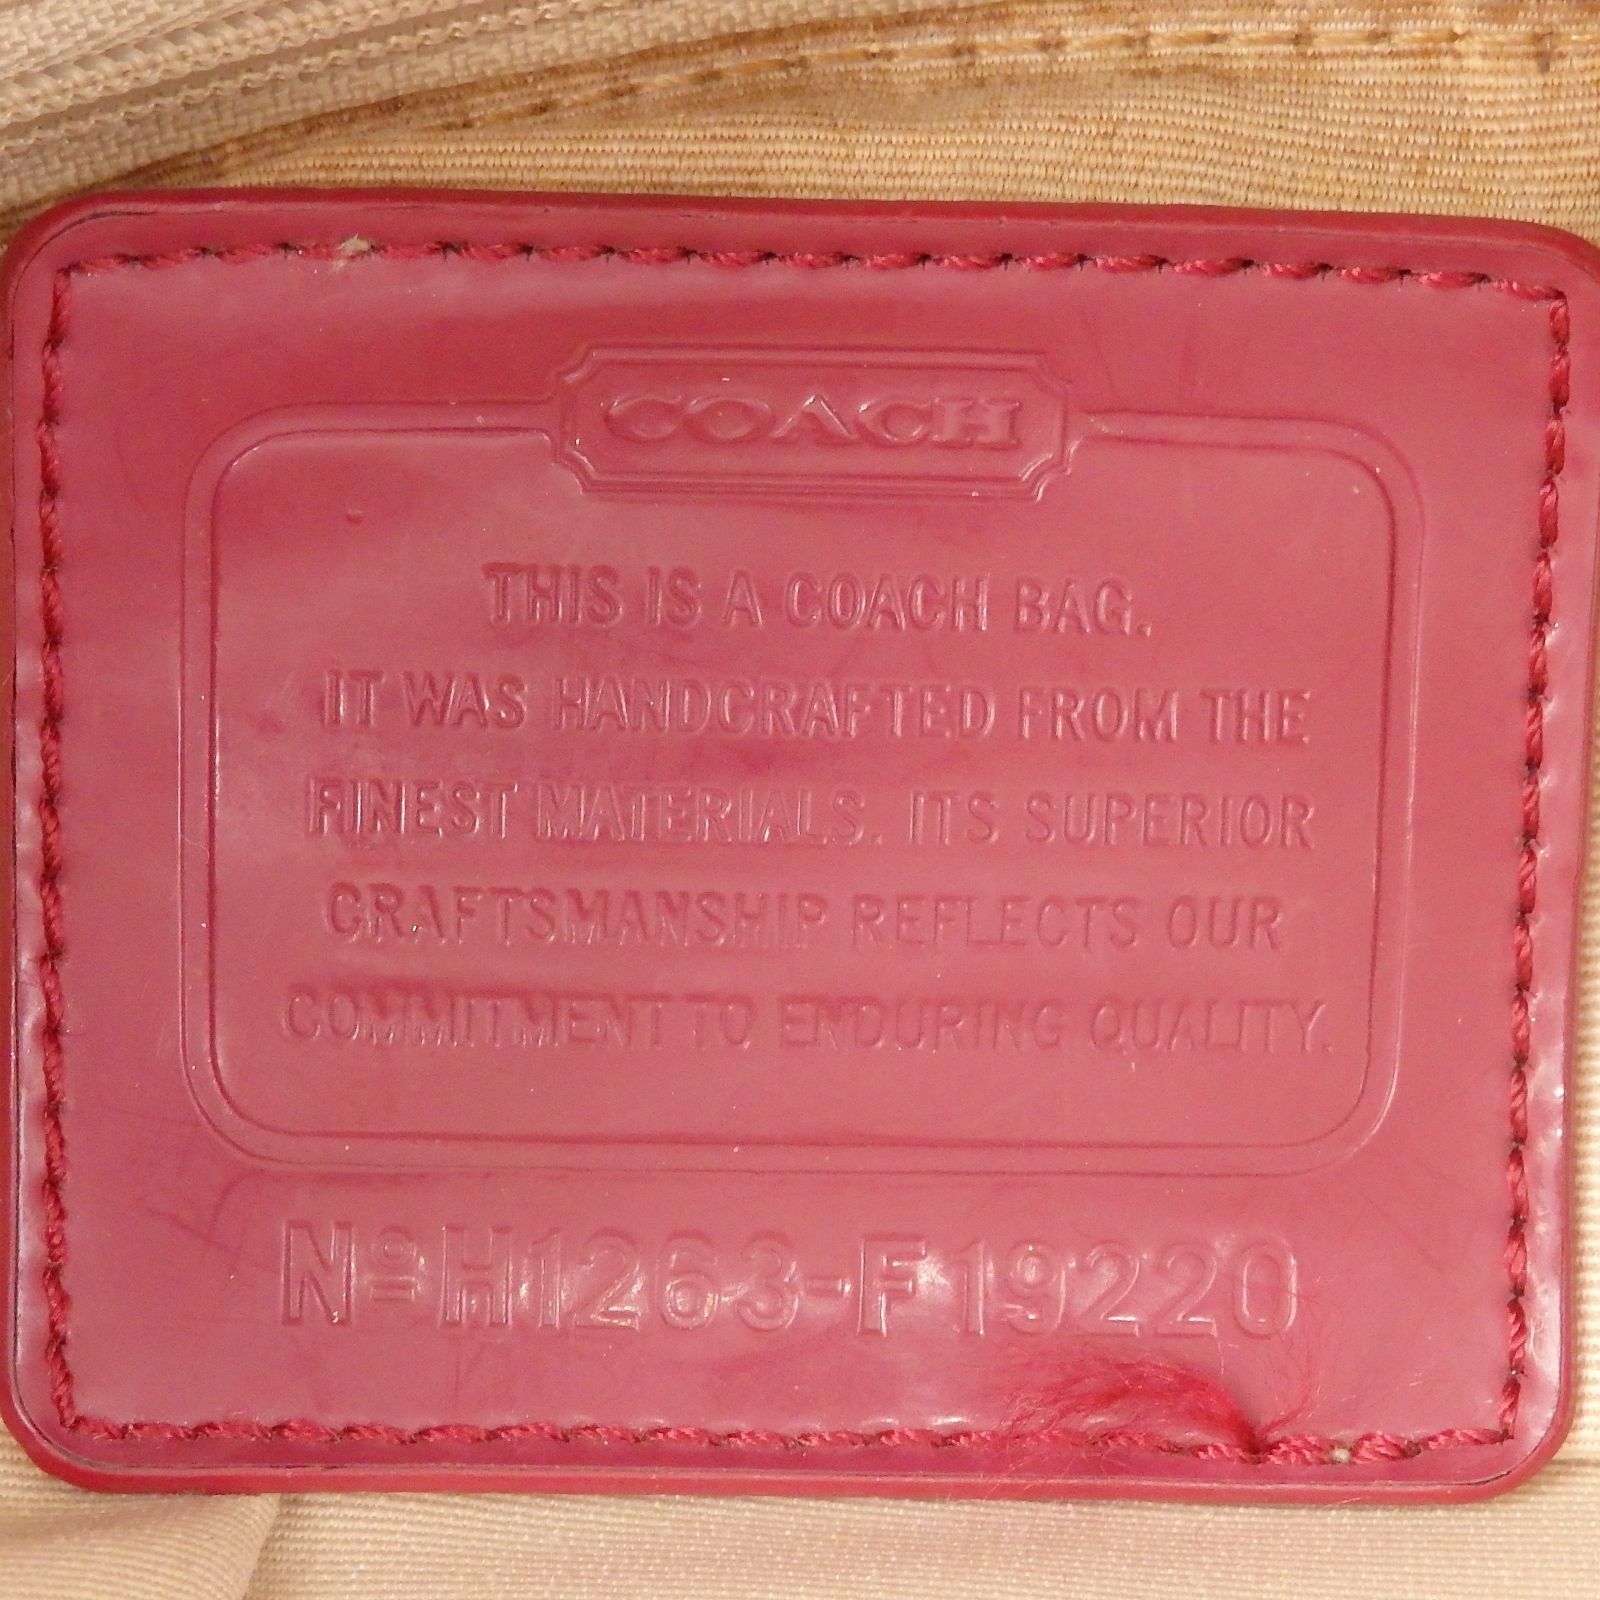 COACH
THIS IS A COACH BAG.
IT WAS HANDCRAFTED FROM THE
FINEST MATERIALS. ITS SUPERIOR
CRAFTSMANSHIP REFLECTS OUR
COMMITMENT TO ENDURING QUALITY.
Nº H1263-F19220